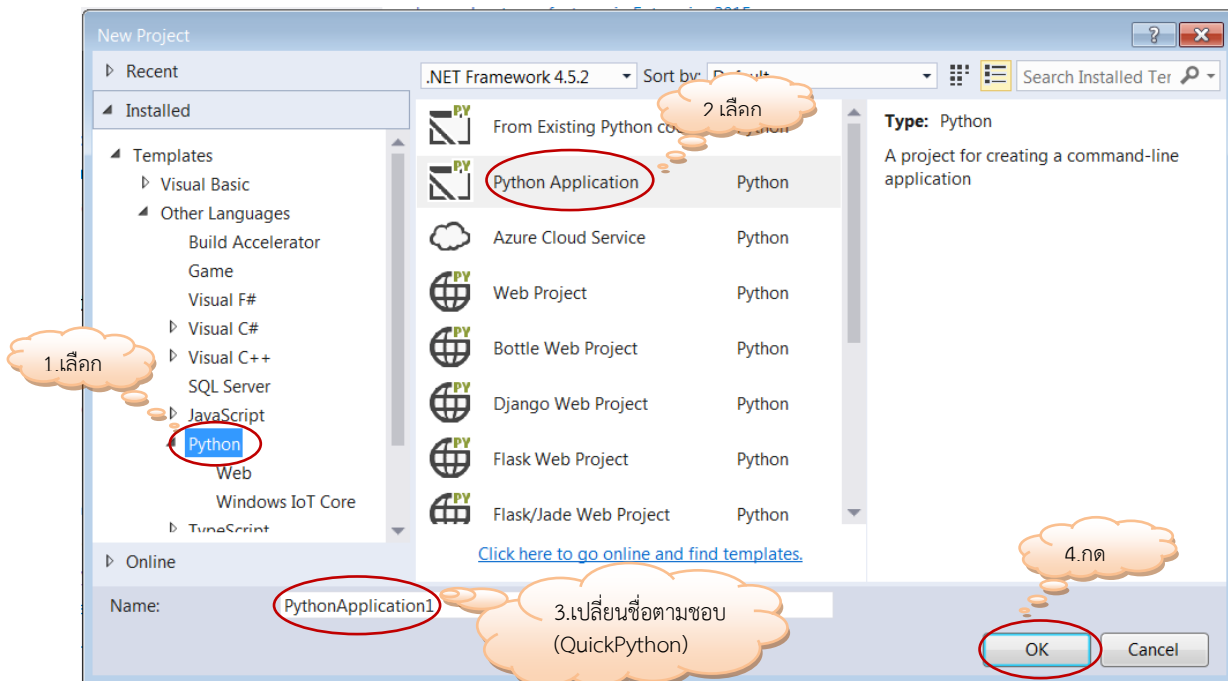 New Project
Recent
.NET Framework 4.5.2
Sort by: Default
Search Installed Ter
Installed
Templates
Visual Basic
Other Languages
Build Accelerator
Game
Visual F#
Visual C#
Visual C++
SQL Server
JavaScript
Python
Web
Windows IoT Core
TypeScript
Online
From Existing Python Python
Python Application Python
Azure Cloud Service Python
Web Project Python
Bottle Web Project Python
Django Web Project Python
Flask Web Project Python
Flask/Jade Web Project Python
Click here to go online and find templates.
Type: Python
A project for creating a command-line
application
1.เลือก
2.เลือก
3.เปลี่ยนชื่อตามชอบ
(QuickPython)
4.กด
Name: PythonApplication1
OK Cancel